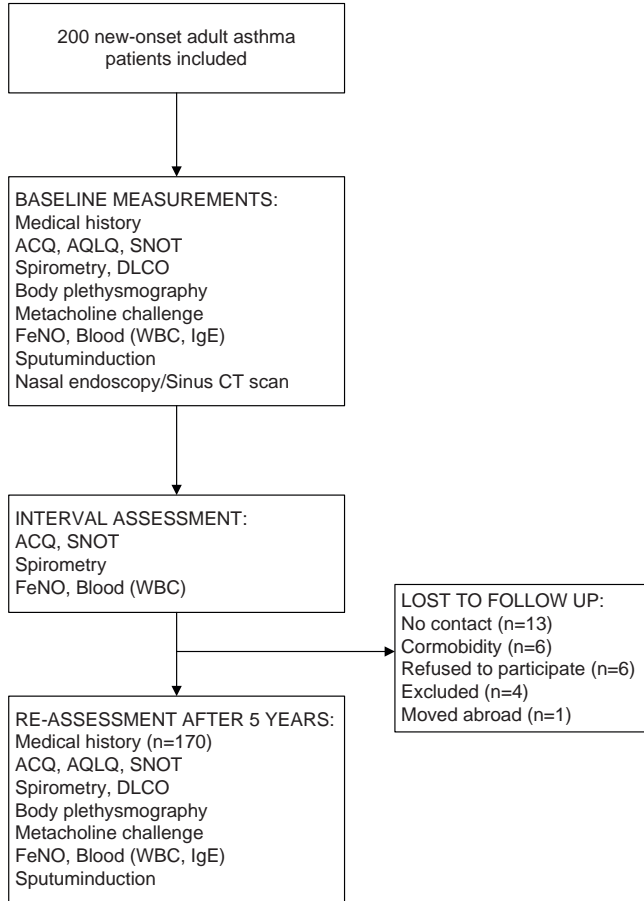 200 new-onset adult asthma
patients included
BASELINE MEASUREMENTS:
Medical history
ACQ, AQLQ, SNOT
Spirometry, DLCO
Body plethysmography
Metacholine challenge
FeNO, Blood (WBC, IgE)
Sputuminduction
Nasal endoscopy/Sinus CT scan
INTERVAL ASSESSMENT:
ACQ, SNOT
Spirometry
FeNO, Blood (WBC)
LOST TO FOLLOW UP:
No contact (n=13)
Cormobidity (n=6)
Refused to participate (n=6)
Excluded (n=4)
Moved abroad (n=1)
RE-ASSESSMENT AFTER 5 YEARS:
Medical history (n=170)
ACQ, AQLQ, SNOT
Spirometry, DLCO
Body plethysmography
Metacholine challenge
FeNO, Blood (WBC, IgE)
Sputuminduction